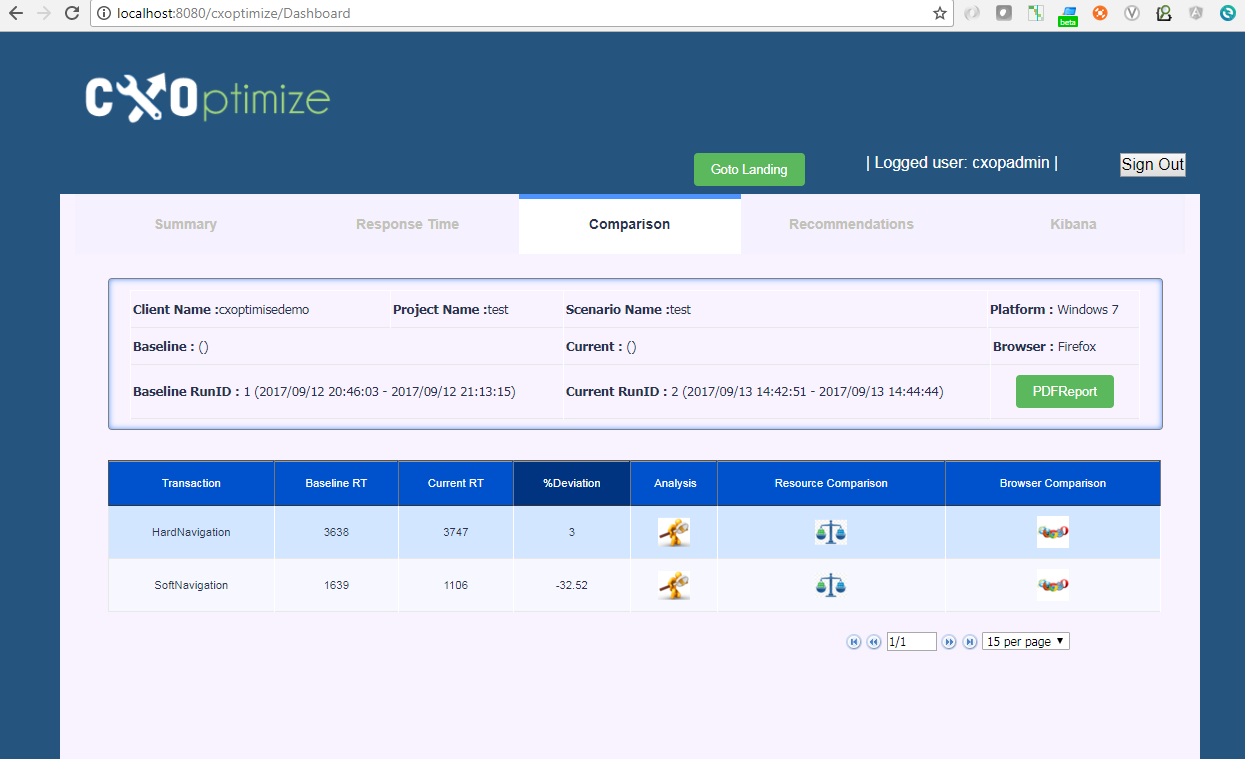 localhost:8080/cxoptimize/Dashboard
beta
CXOptimize
Goto Landing | Logged user: cxopadmin | Sign Out
Summary Response Time Comparison Recommendations Kibana
Client Name :cxoptimisedemo Project Name :test Scenario Name :test Platform : Windows 7
Baseline : () Current : () Browser : Firefox
Baseline RunID : 1 (2017/09/12 20:46:03 - 2017/09/12 21:13:15) Current RunID : 2 (2017/09/13 14:42:51 - 2017/09/13 14:44:44) PDFReport
Transaction Baseline RT Current RT %Deviation Analysis Resource Comparison Browser Comparison
HardNavigation 3638 3747 3
SoftNavigation 1639 1106 -32.52
1/1 15 per page